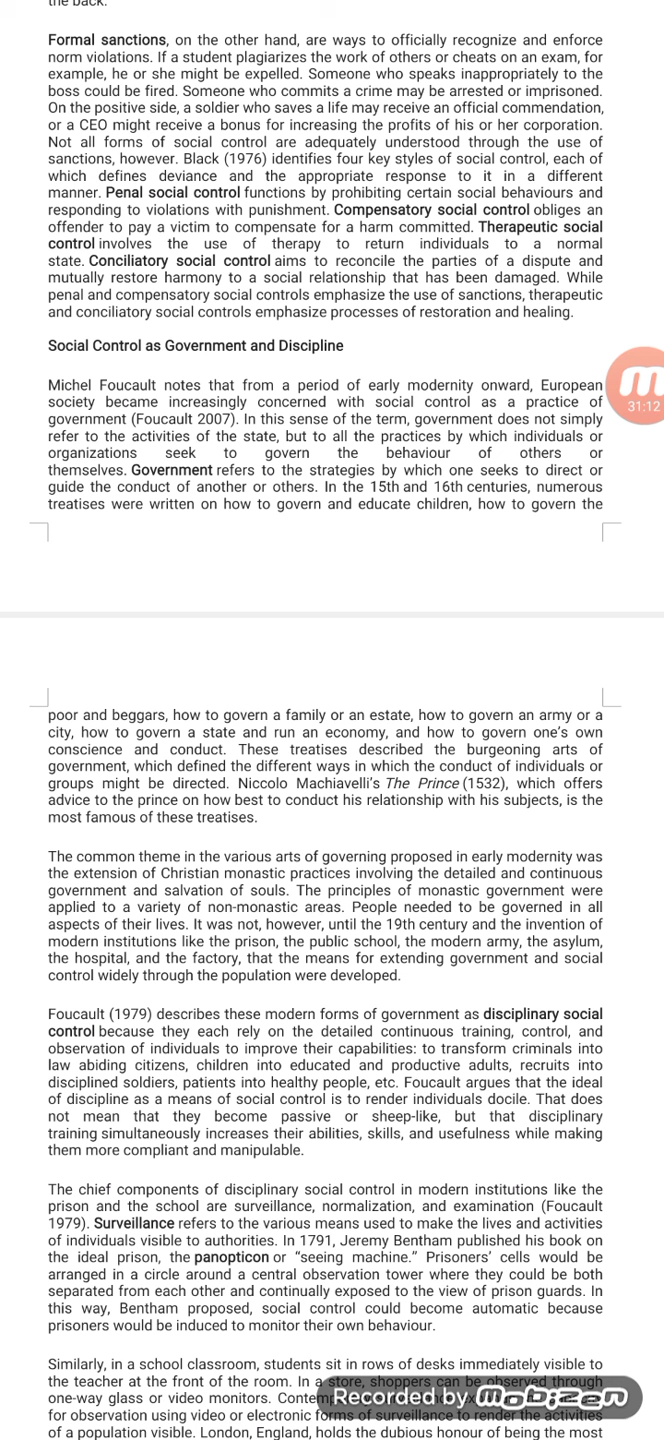 the back.
Formal sanctions, on the other hand, are ways to officially recognize and enforce
norm violations. If a student plagiarizes the work of others or cheats on an exam, for
example, he or she might be expelled. Someone who speaks inappropriately to the
boss could be fired. Someone who commits a crime may be arrested or imprisoned.
On the positive side, a soldier who saves a life may receive an official commendation,
or a CEO might receive a bonus for increasing the profits of his or her corporation.
Not all forms of social control are adequately understood through the use of
sanctions, however. Black (1976) identifies four key styles of social control, each of
which defines deviance and the appropriate response to it in a different
manner. Penal social control functions by prohibiting certain social behaviours and
responding to violations with punishment. Compensatory social control obliges an
offender to pay a victim to compensate for a harm committed. Therapeutic social
control involves the use of therapy to return individuals to a normal
state. Conciliatory social control aims to reconcile the parties of a dispute and
mutually restore harmony to a social relationship that has been damaged. While
penal and compensatory social controls emphasize the use of sanctions, therapeutic
and conciliatory social controls emphasize processes of restoration and healing.
Social Control as Government and Discipline
Michel Foucault notes that from a period of early modernity onward, European
society became increasingly concerned with social control as a practice of
government (Foucault 2007). In this sense of the term, government does not simply
refer to the activities of the state, but to all the practices by which individuals or
organizations seek to govern the behaviour of others or
themselves. Government refers to the strategies by which one seeks to direct or
guide the conduct of another or others. In the 15th and 16th centuries, numerous
treatises were written on how to govern and educate children, how to govern the
31:12
poor and beggars, how to govern a family or an estate, how to govern an army or a
city, how to govern a state and run an economy, and how to govern one's own
conscience and conduct. These treatises described the burgeoning arts of
government, which defined the different ways in which the conduct of individuals or
groups might be directed. Niccolo Machiavelli's The Prince (1532), which offers
advice to the prince on how best to conduct his relationship with his subjects, is the
most famous of these treatises.
The common theme in the various arts of governing proposed in early modernity was
the extension of Christian monastic practices involving the detailed and continuous
government and salvation of souls. The principles of monastic government were
applied to a variety of non-monastic areas. People needed to be governed in all
aspects of their lives. It was not, however, until the 19th century and the invention of
modern institutions like the prison, the public school, the modern army, the asylum,
the hospital, and the factory, that the means for extending government and social
control widely through the population were developed.
Foucault (1979) describes these modern forms of government as disciplinary social
control because they each rely on the detailed continuous training, control, and
observation of individuals to improve their capabilities: to transform criminals into
law abiding citizens, children into educated and productive adults, recruits into
disciplined soldiers, patients into healthy people, etc. Foucault argues that the ideal
of discipline as a means of social control is to render individuals docile. That does
not mean that they become passive or sheep-like, but that disciplinary
training simultaneously increases their abilities, skills, and usefulness while making
them more compliant and manipulable.
The chief components of disciplinary social control in modern institutions like the
prison and the school are surveillance, normalization, and examination (Foucault
1979). Surveillance refers to the various means used to make the lives and activities
of individuals visible to authorities. In 1791, Jeremy Bentham published his book on
the ideal prison, the panopticon or "seeing machine." Prisoners' cells would be
arranged in a circle around a central observation tower where they could be both
separated from each other and continually exposed to the view of prison guards. In
this way, Bentham proposed, social control could become automatic because
prisoners would be induced to monitor their own behaviour.
Similarly, in a school classroom, students sit in rows of desks immediately visible to
the teacher at the front of the room. In a store, shoppers can be observed through
one-way glass or video monitors.
for observation using video or electronic forms of surveillance to render the activities
of a population visible. London, England, holds the dubious honour of being the most
Recorded by MOBIZEN